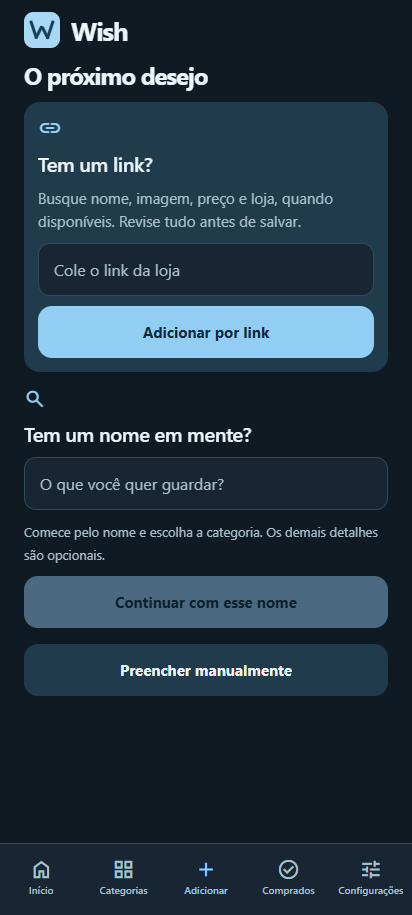 W Wish
O próximo desejo
Tem um link?
Busque nome, imagem, preço e loja, quando
disponíveis. Revise tudo antes de salvar.
Cole o link da loja
Adicionar por link
Tem um nome em mente?
O que você quer guardar?
Comece pelo nome e escolha a categoria. Os demais detalhes
são opcionais.
Continuar com esse nome
Preencher manualmente
Início Categorias Adicionar Comprados Configurações